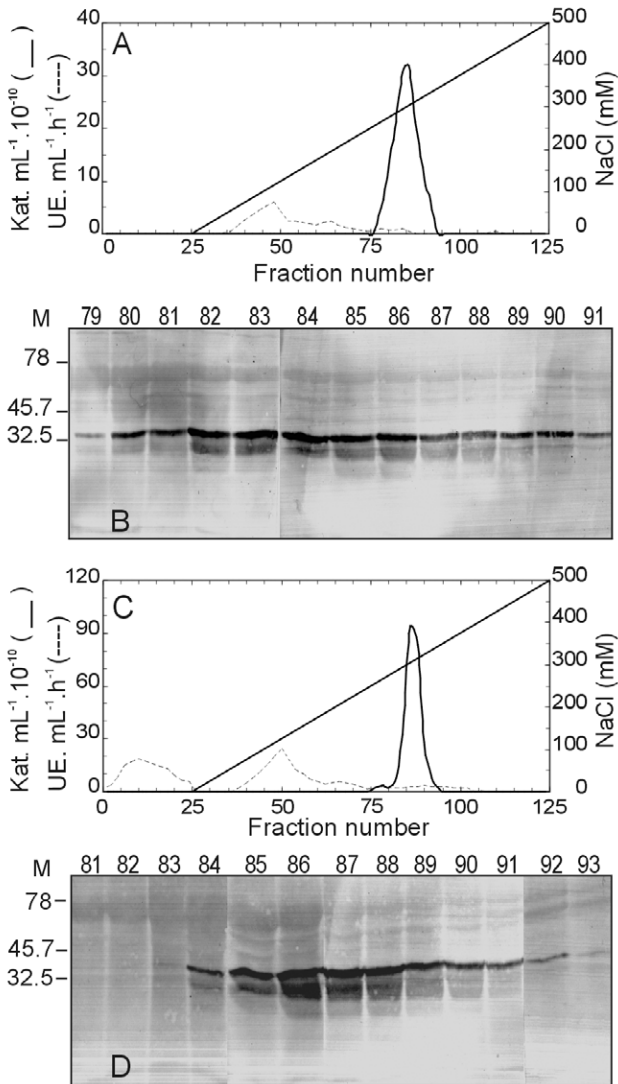 A
Kat. mL⁻¹.10⁻¹⁰ ( __ )
UE. mL⁻¹.h⁻¹ (----)
40
30
20
10
0
500
400
300
200
100
0
NaCl (mM)
0 25 50 75 100 125
Fraction number
M 79 80 81 82 83 84 85 86 87 88 89 90 91
78
45.7
32.5
B
C
Kat. mL⁻¹.10⁻¹⁰ ( __ )
UE. mL⁻¹.h⁻¹ (----)
120
90
60
30
0
500
400
300
200
100
0
NaCl (mM)
0 25 50 75 100 125
Fraction number
M 81 82 83 84 85 86 87 88 89 90 91 92 93
78
45.7
32.5
D